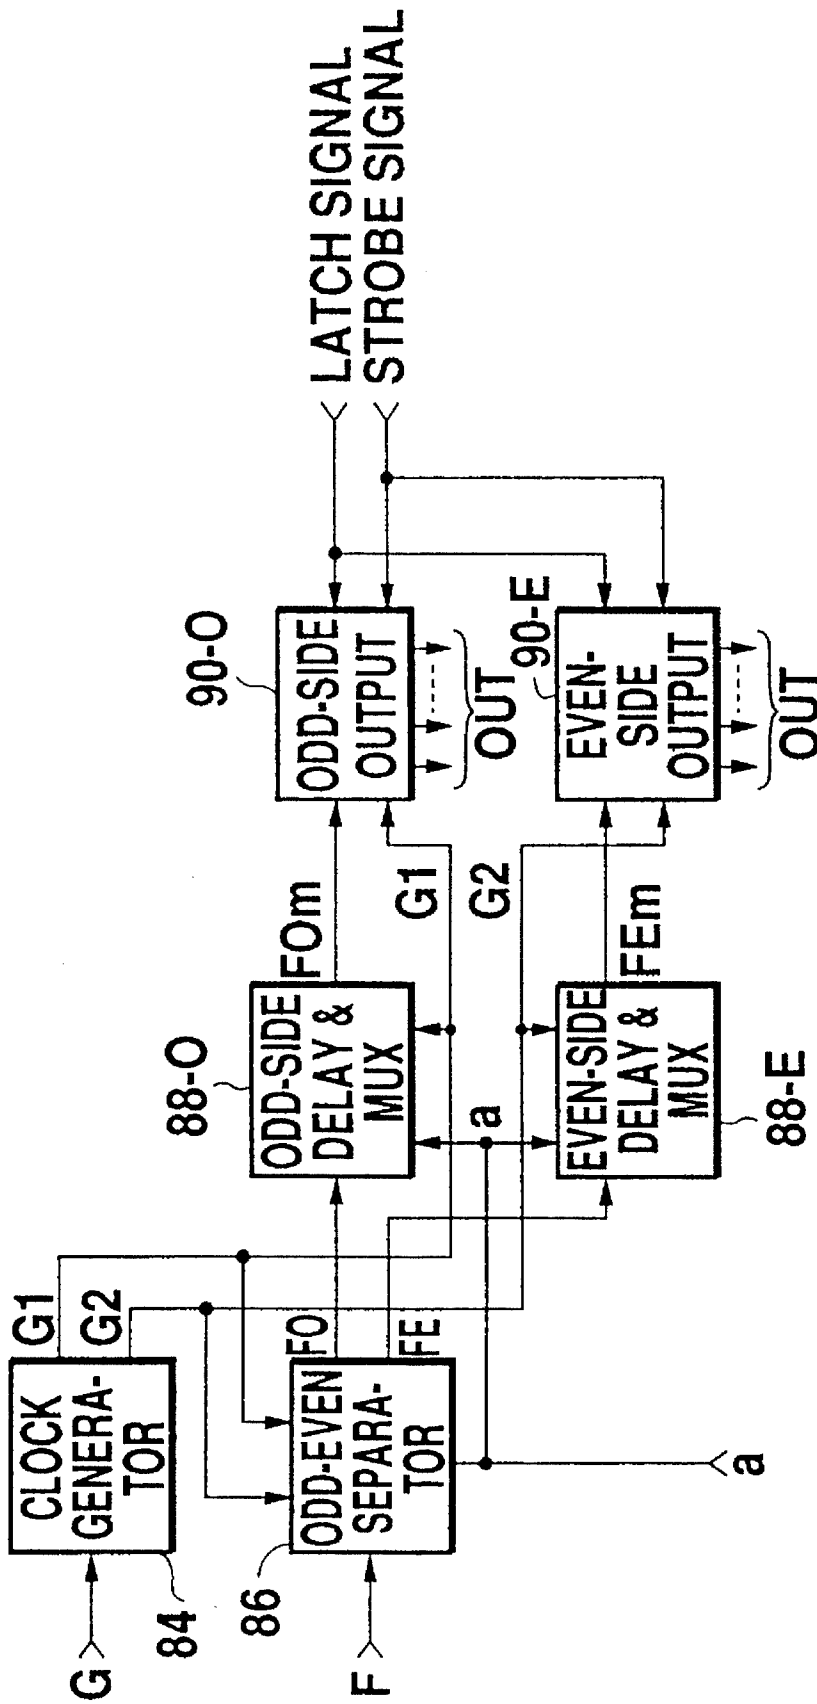 G
84
CLOCK
GENERA-
TOR
G1
G2
F
86
ODD-EVEN
SEPARA-
TOR
FO
FE
a
a
88-O
ODD-SIDE
DELAY &
MUX
FOm
G1
90-O
ODD-SIDE
OUTPUT
OUT
LATCH SIGNAL
STROBE SIGNAL
88-E
EVEN-SIDE
DELAY &
MUX
FEm
G2
90-E
EVEN-
SIDE
OUTPUT
OUT